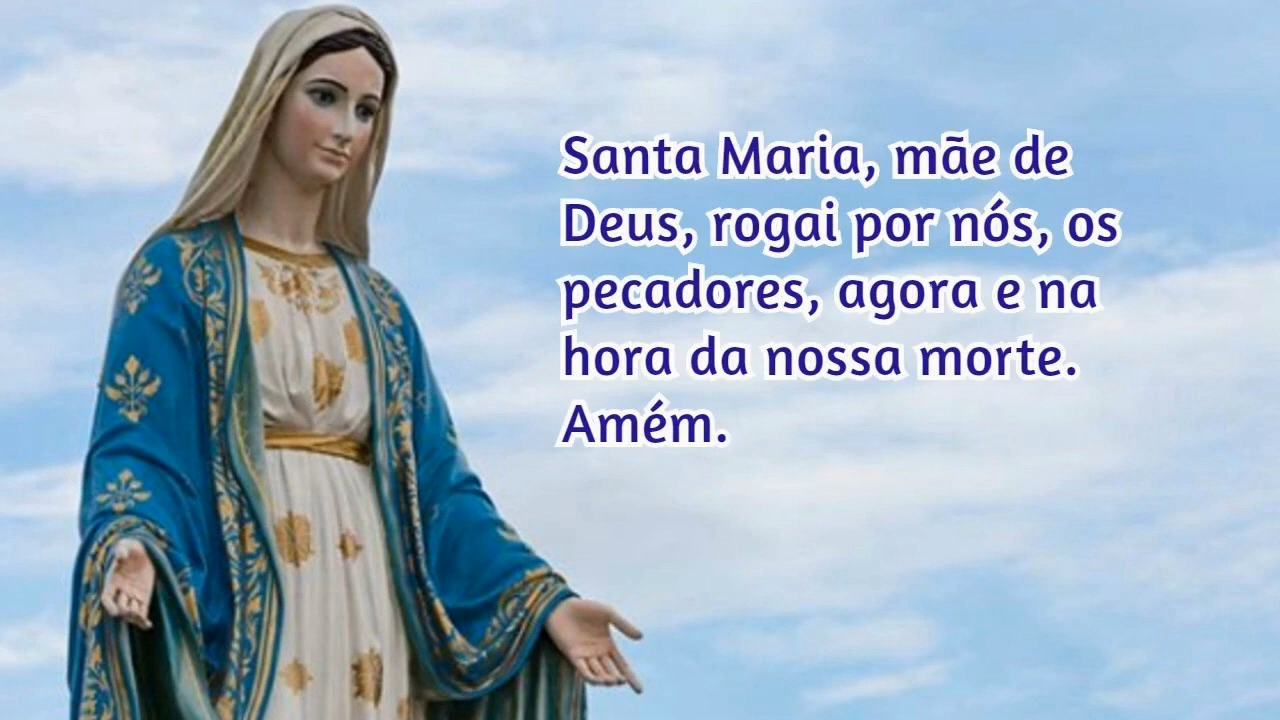 Santa Maria, mãe de
Deus, rogai por nós, os
pecadores, agora e na
hora da nossa morte.
Amém.